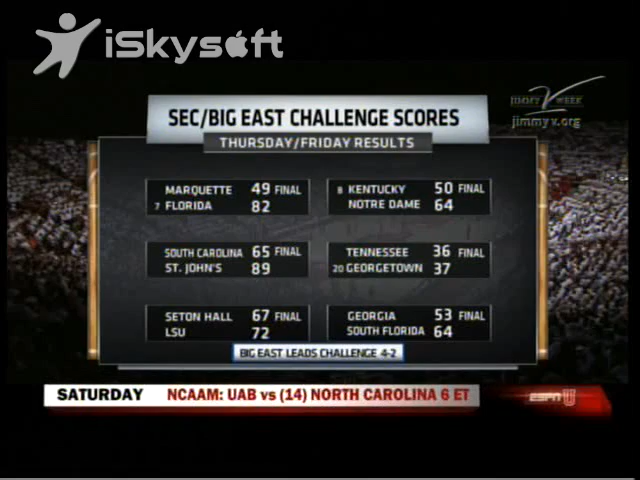 iSkysoft
JIMMY V WEEK
jimmyv.org
SEC/BIG EAST CHALLENGE SCORES
THURSDAY/FRIDAY RESULTS
MARQUETTE 49 FINAL
7 FLORIDA 82
8 KENTUCKY 50 FINAL
NOTRE DAME 64
SOUTH CAROLINA 65 FINAL
ST. JOHN'S 89
TENNESSEE 36 FINAL
20 GEORGETOWN 37
SETON HALL 67 FINAL
LSU 72
GEORGIA 53 FINAL
SOUTH FLORIDA 64
BIG EAST LEADS CHALLENGE 4-2
SATURDAY NCAAM: UAB vs (14) NORTH CAROLINA 6 ET
ESPN U